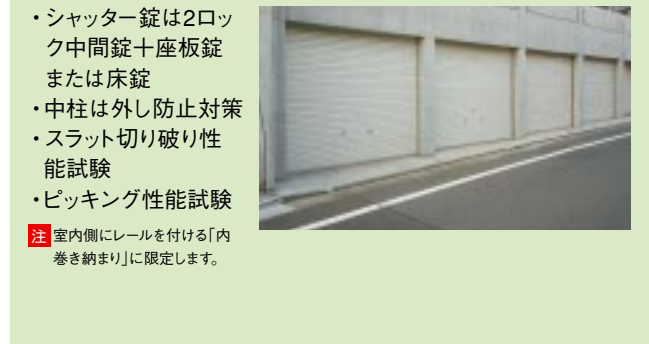 ・シャッター錠は2ロッ
ク中間錠＋座板錠
または床錠
・中柱は外し防止対策
・スラット切り破り性
能試験
・ピッキング性能試験
注 室内側にレールを付ける「内
巻き納まり」に限定します。